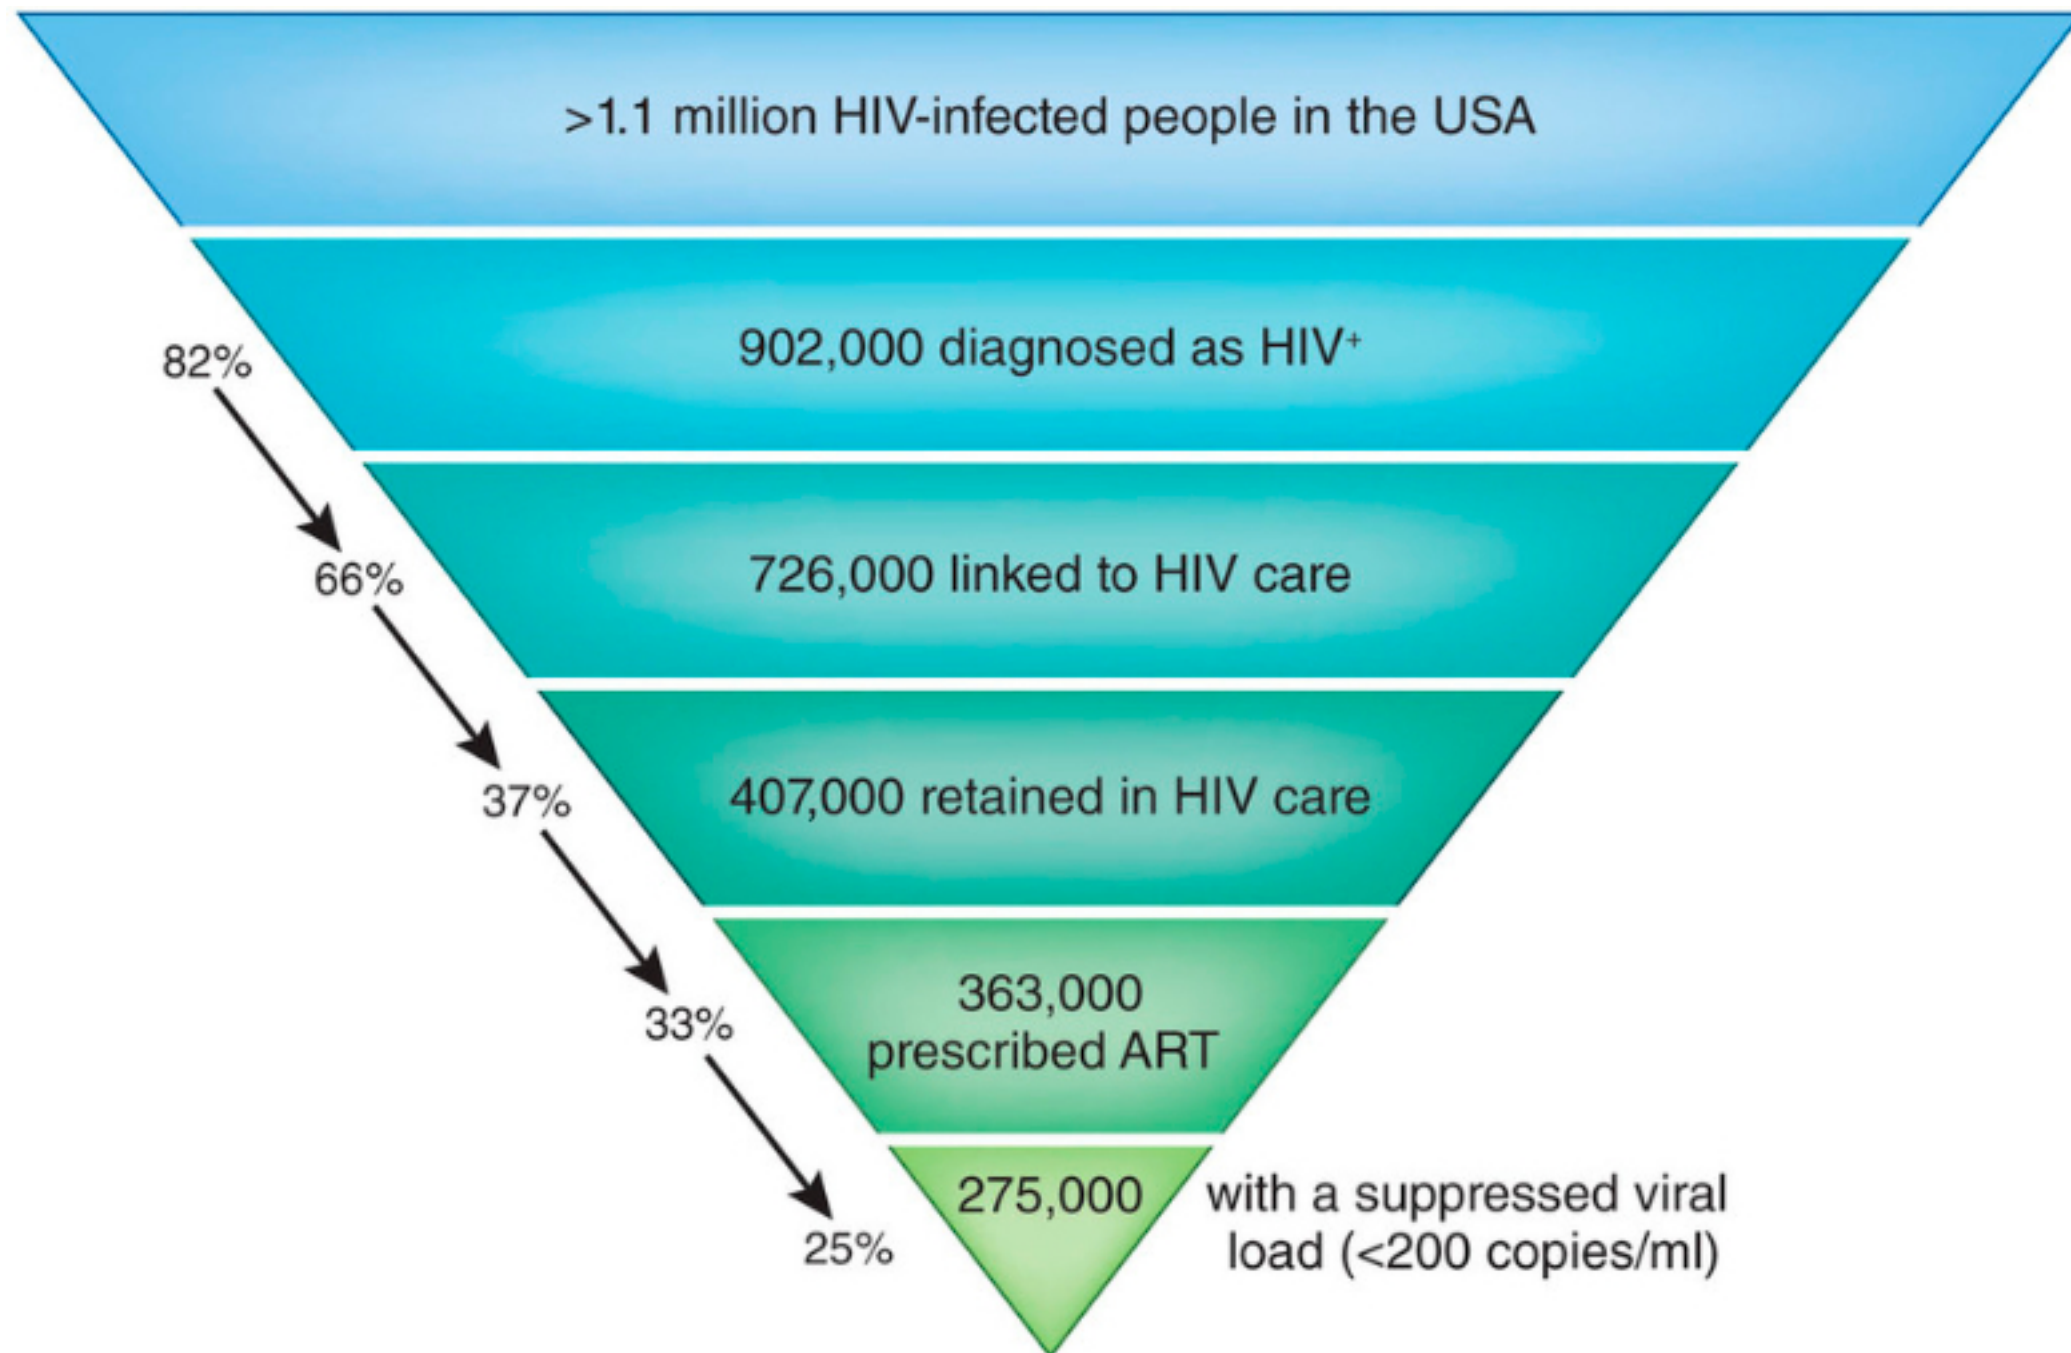 >1.1 million HIV-infected people in the USA
902,000 diagnosed as HIV⁺
82%
726,000 linked to HIV care
66%
407,000 retained in HIV care
37%
363,000
prescribed ART
33%
275,000 with a suppressed viral
load (<200 copies/ml)
25%